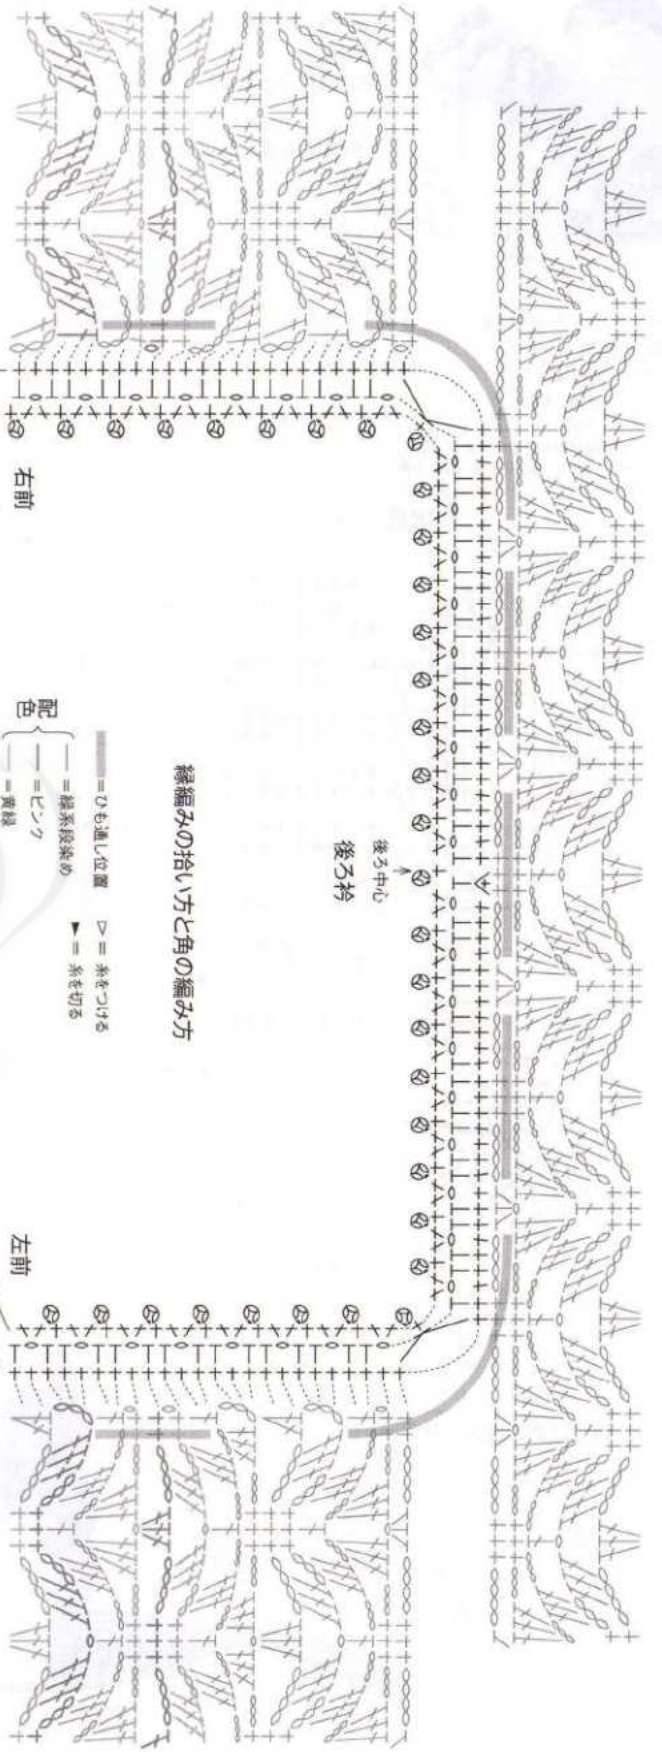 縁編みの拾い方と角の編み方
後ろ中心
後ろ衿
右前
左前
配色
=ひも通し位置
=緑系段染め
=ピンク
=黄緑
▷= 糸をつける
▶= 糸を切る